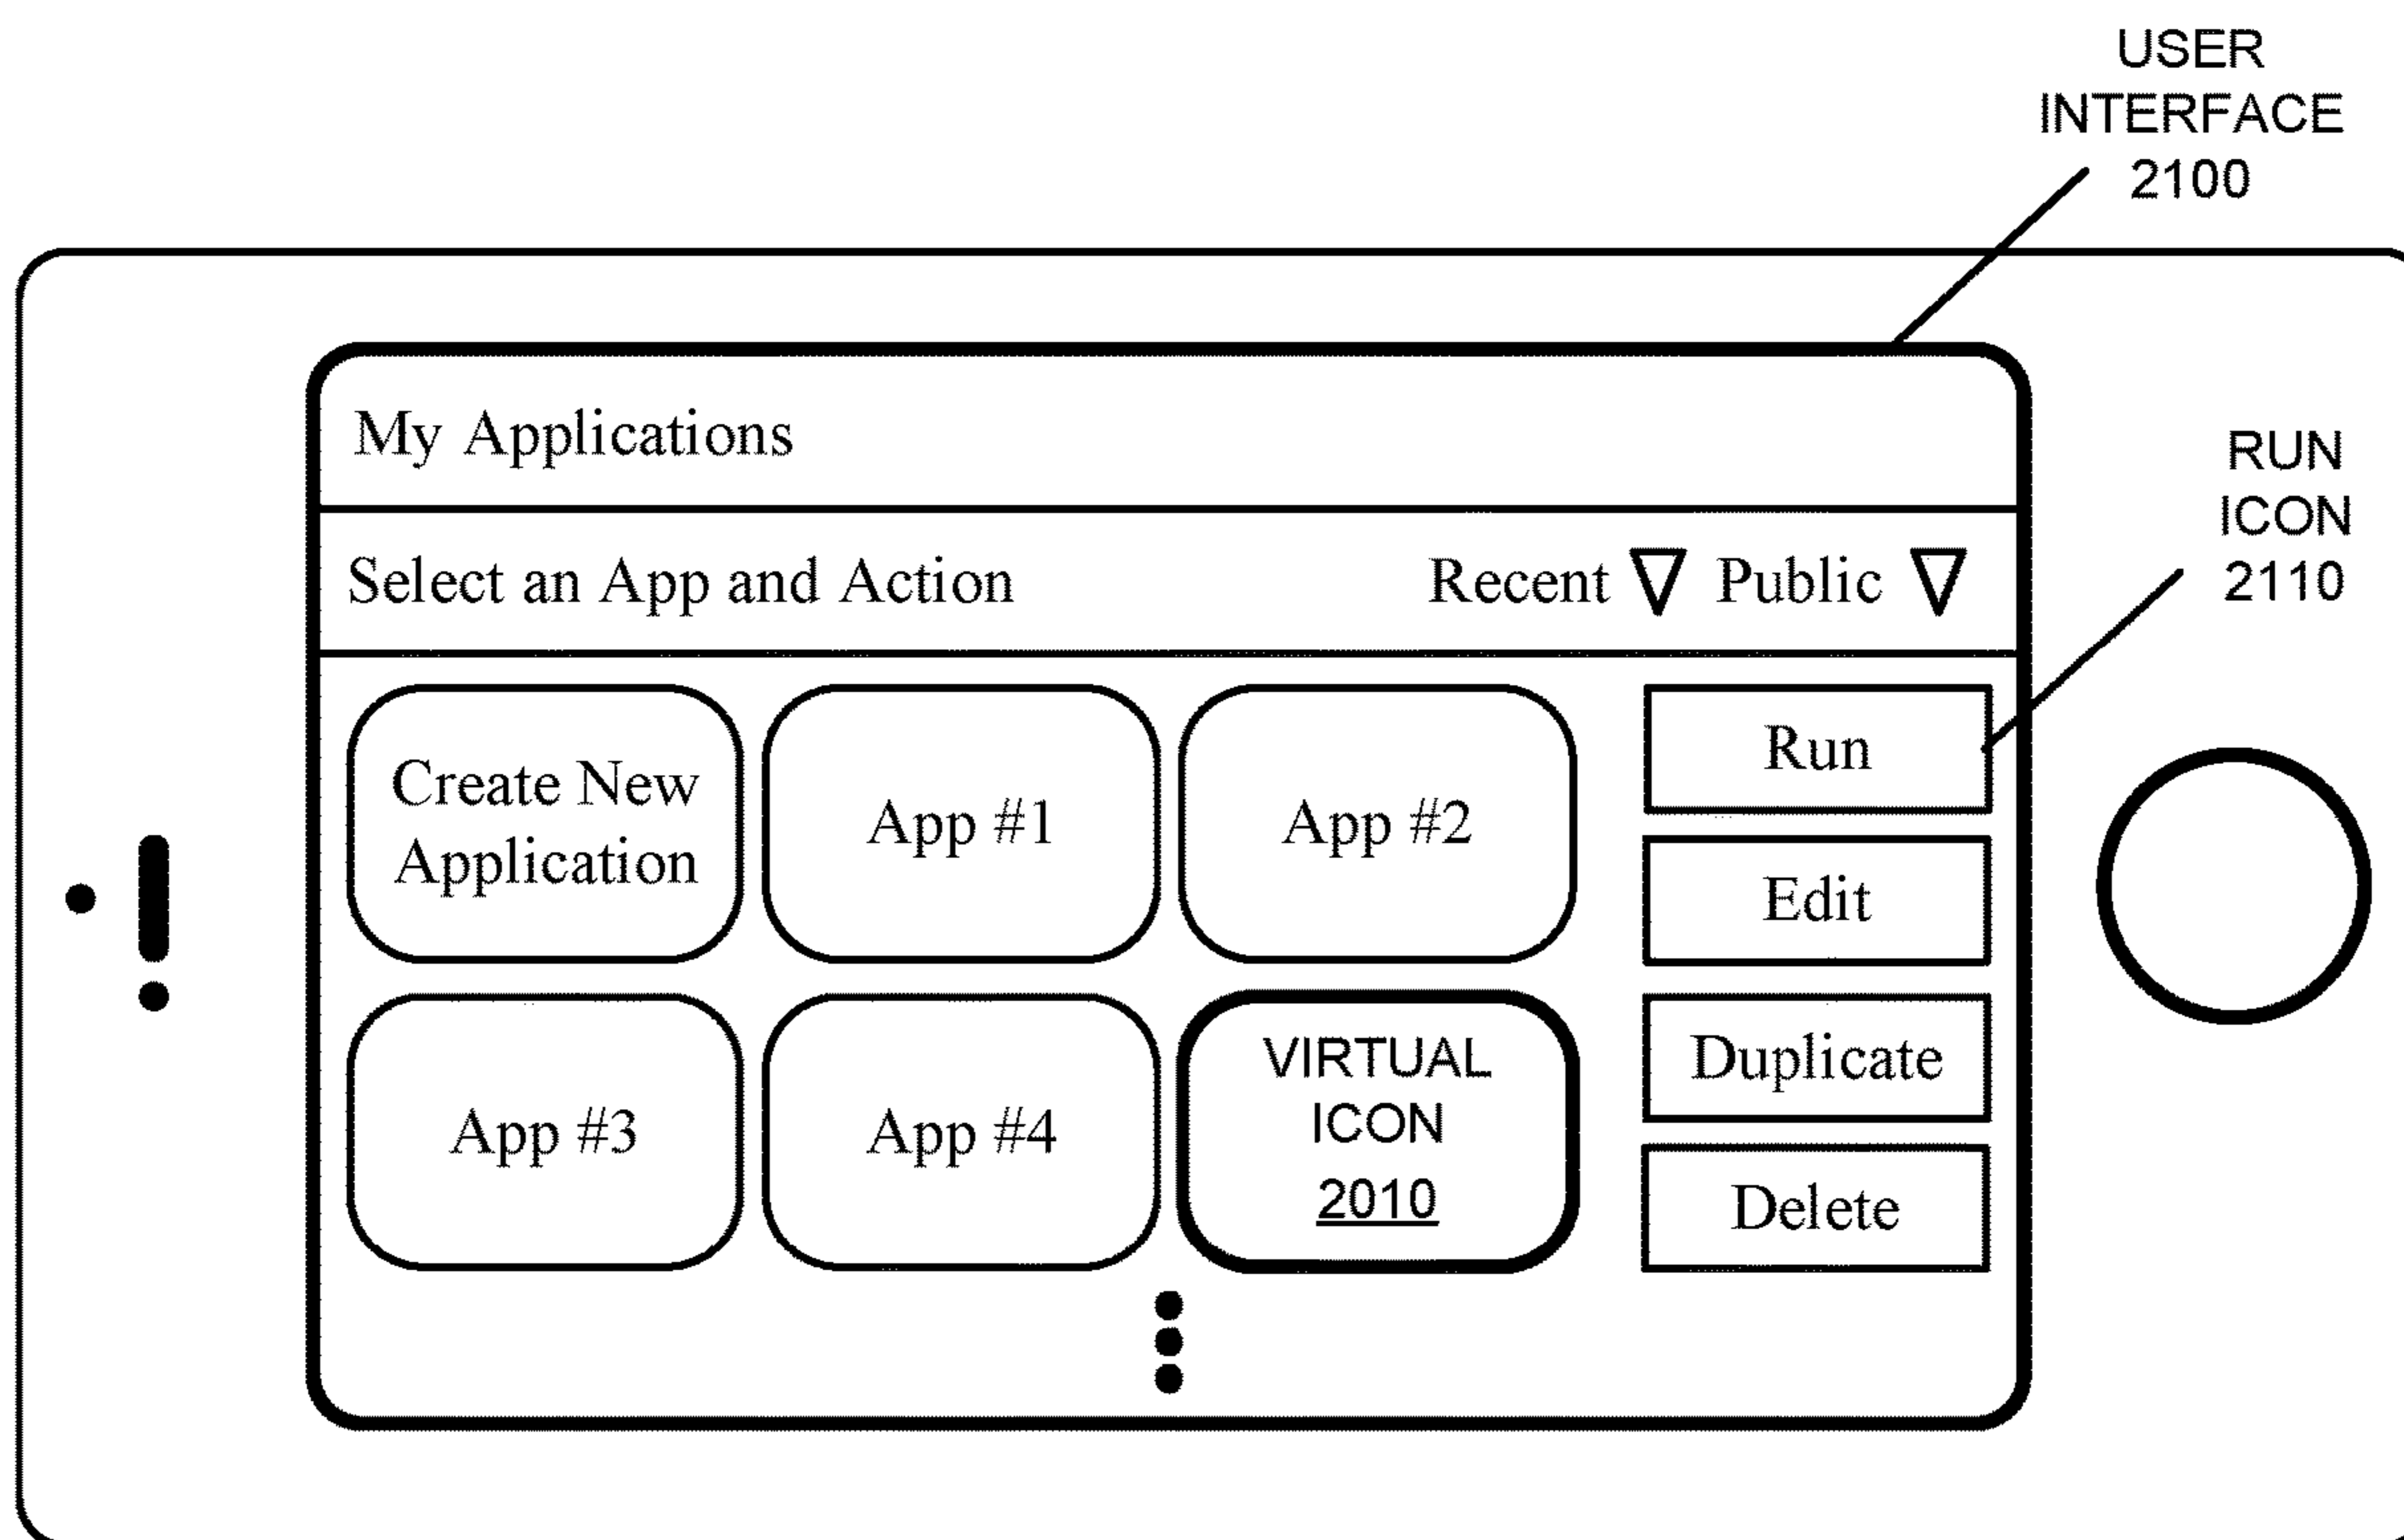 USER
INTERFACE
2100
My Applications
RUN
ICON
2110
Select an App and Action Recent Public
Create New
Application
App #1
App #2
Run
Edit
App #3
App #4
VIRTUAL
ICON
2010
Duplicate
Delete